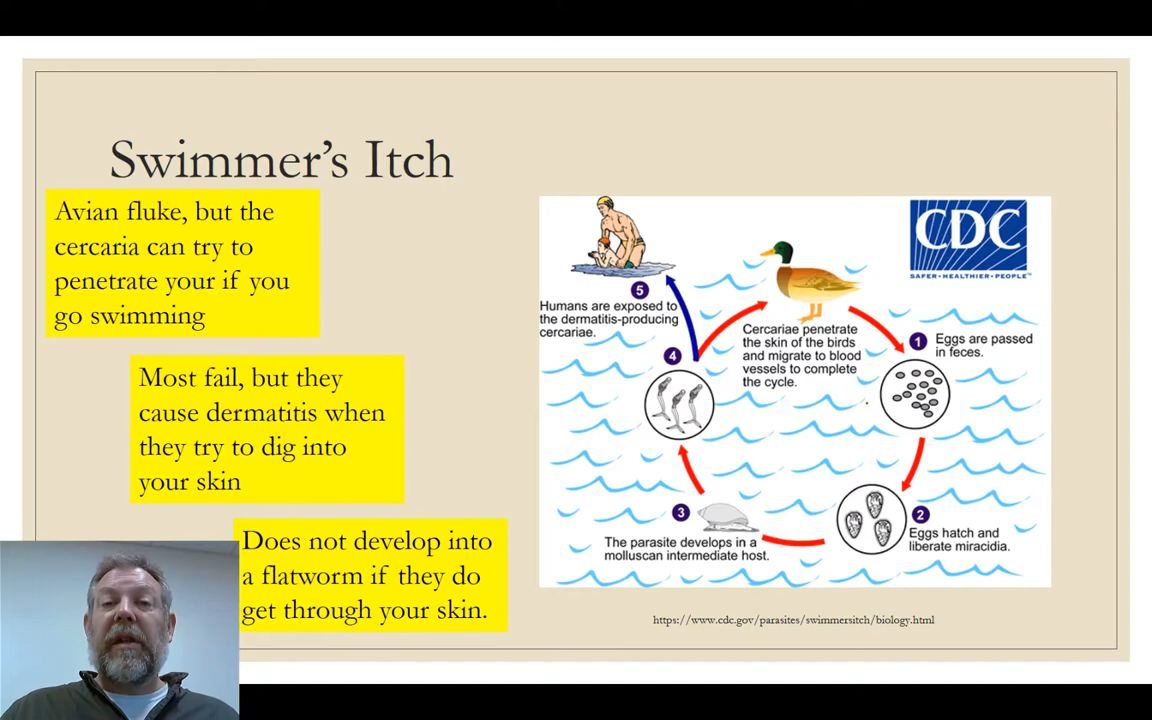 Swimmer's Itch
Avian fluke, but the
cercaria can try to
penetrate your if you
go swimming
Most fail, but they
cause dermatitis when
they try to dig into
your skin
Does not develop into
a flatworm if they do
get through your skin.
CDC
SAFER•HEALTHIER•PEOPLE™
5
Humans are exposed to
the dermatitis-producing
cercariae.
4
Cercariae penetrate
the skin of the birds
and migrate to blood
vessels to complete
the cycle.
1
Eggs are passed
in feces.
2
Eggs hatch and
liberate miracidia.
3
The parasite develops in a
molluscan intermediate host.
https://www.cdc.gov/parasites/swimmersitch/biology.html